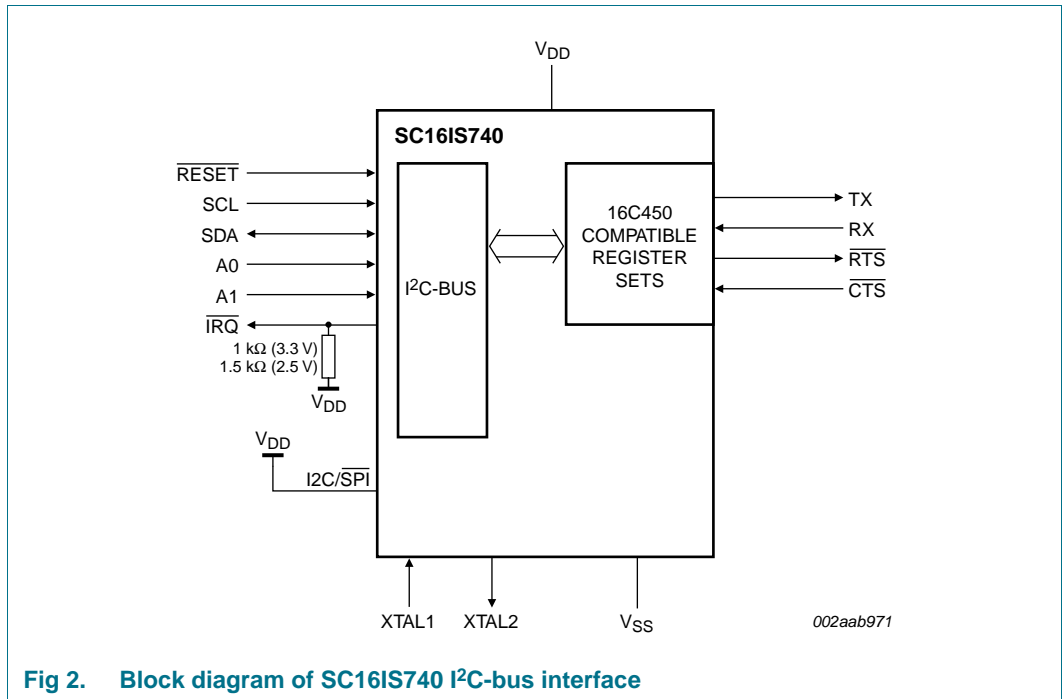 VDD
SC16IS740
RESET
SCL
SDA
A0
A1
IRQ
1 kΩ (3.3 V)
1.5 kΩ (2.5 V)
VDD
VDD
I2C/SPI
I²C-BUS
16C450
COMPATIBLE
REGISTER
SETS
TX
RX
RTS
CTS
XTAL1
XTAL2
VSS
002aab971
Fig 2. Block diagram of SC16IS740 I²C-bus interface